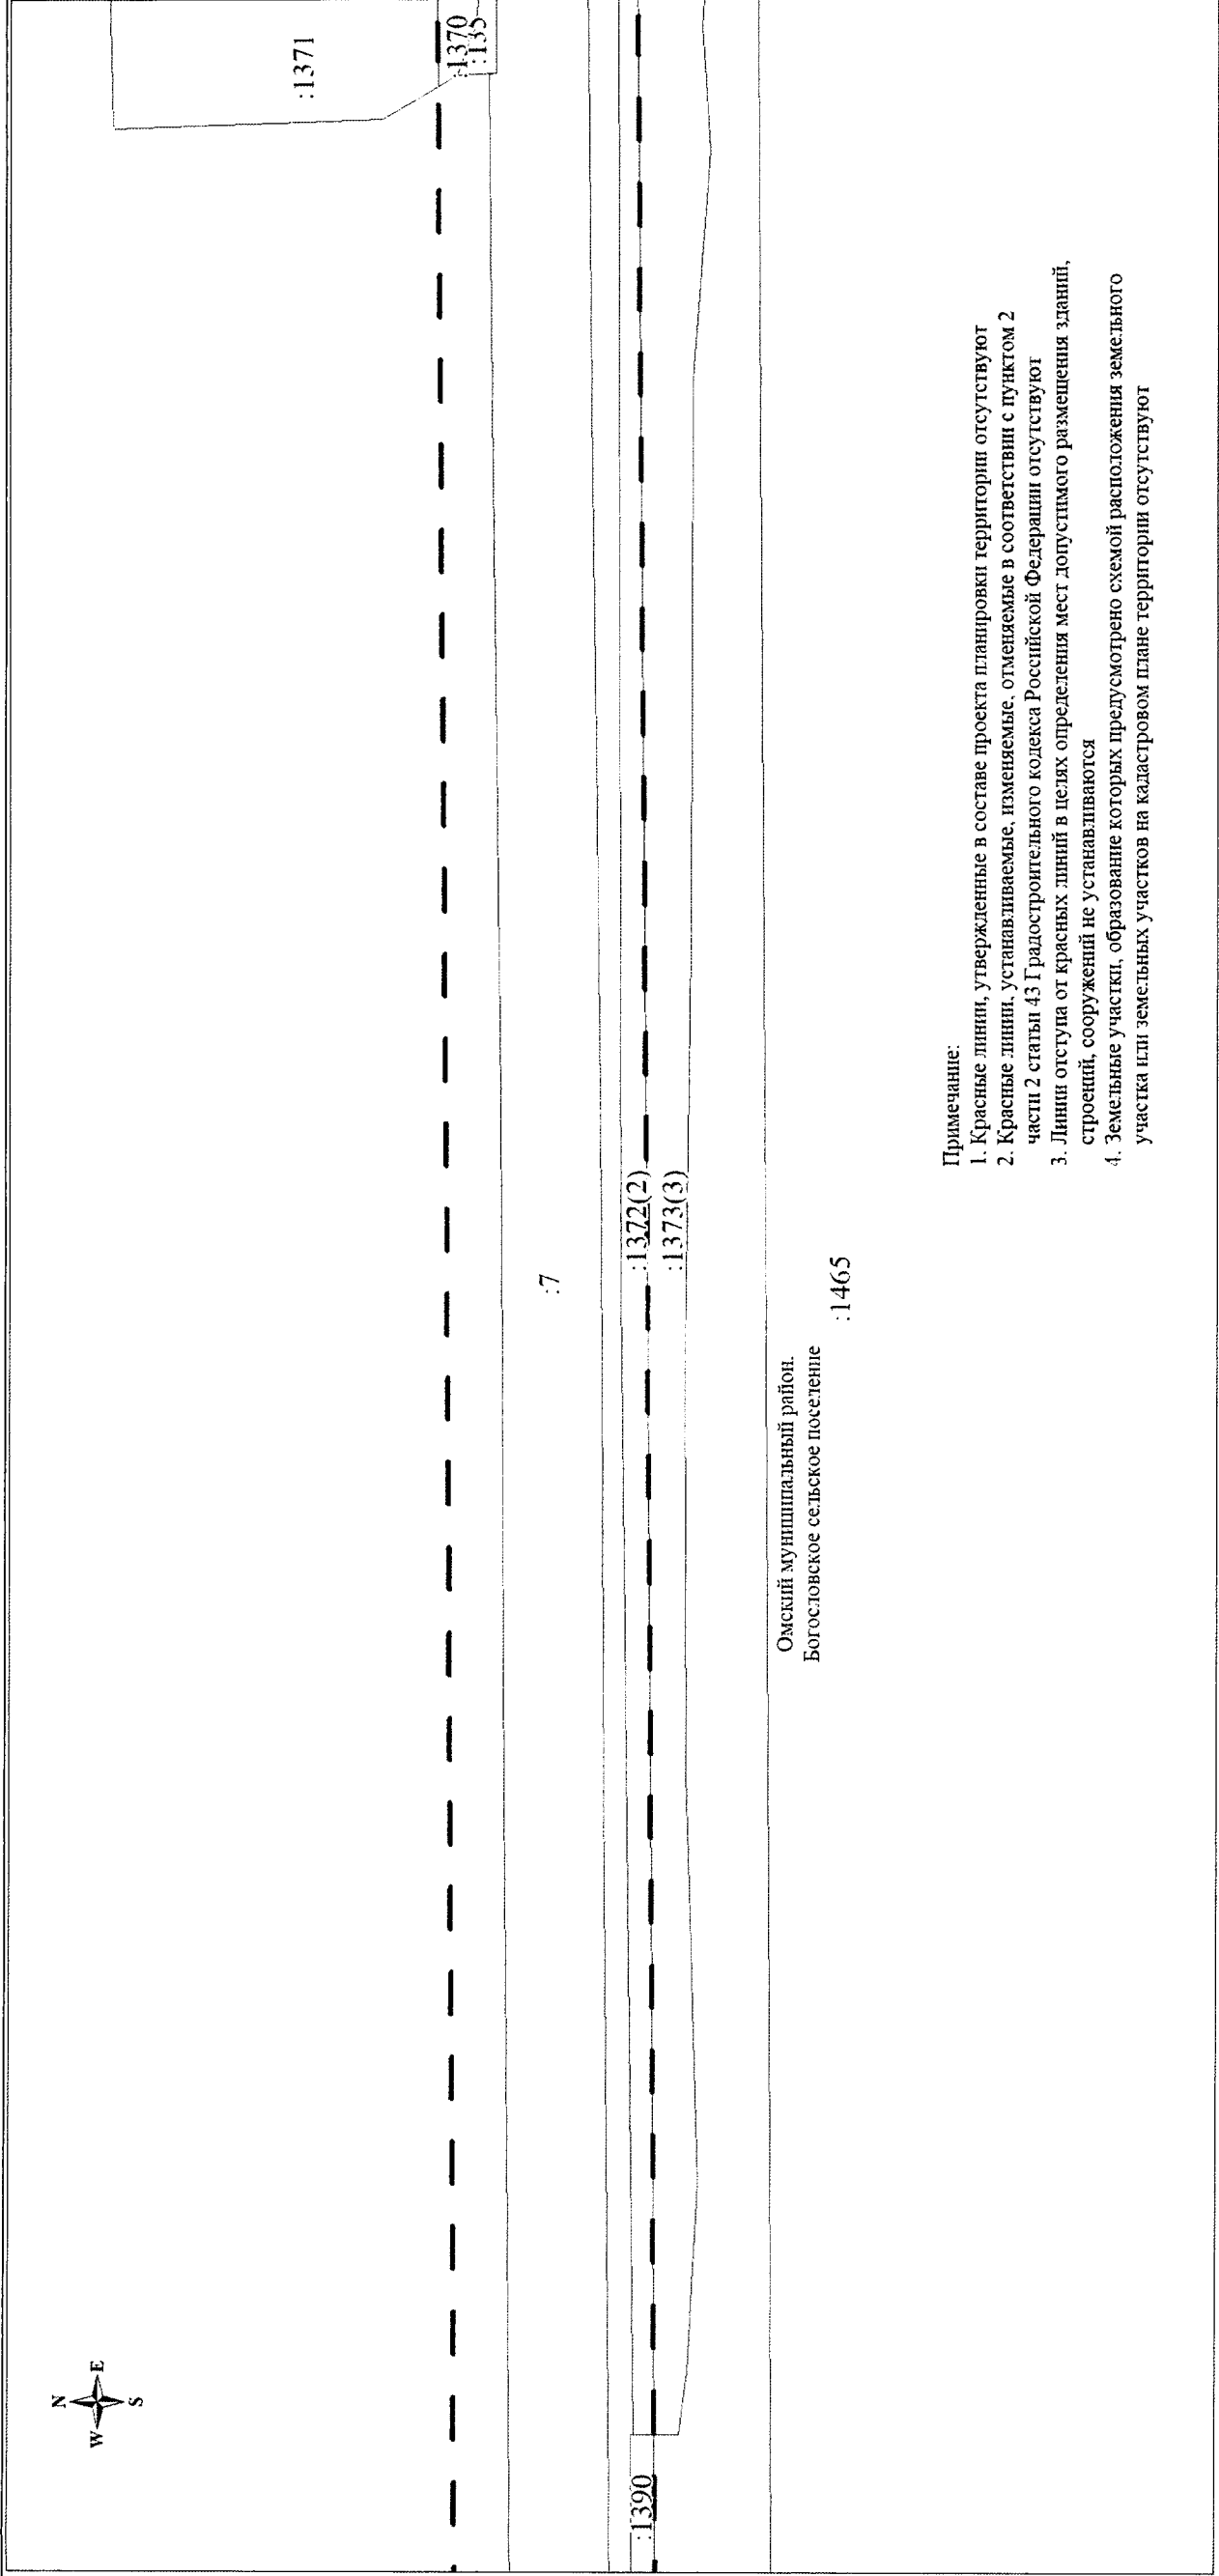 N
W E
S
:1371
:1370
:135
:7
:1372(2)
:1373(3)
:1390
Омский муниципальный район.
Богословское сельское поселение
:1465
Примечание:
1. Красные линии, утвержденные в составе проекта планировки территории отсутствуют
2. Красные линии, устанавливаемые, изменяемые, отменяемые в соответствии с пунктом 2
части 2 статьи 43 Градостроительного кодекса Российской Федерации отсутствуют
3. Линии отступа от красных линий в целях определения мест допустимого размещения зданий,
строений, сооружений не устанавливаются
4. Земельные участки, образование которых предусмотрено схемой расположения земельного
участка или земельных участков на кадастровом плане территории отсутствуют